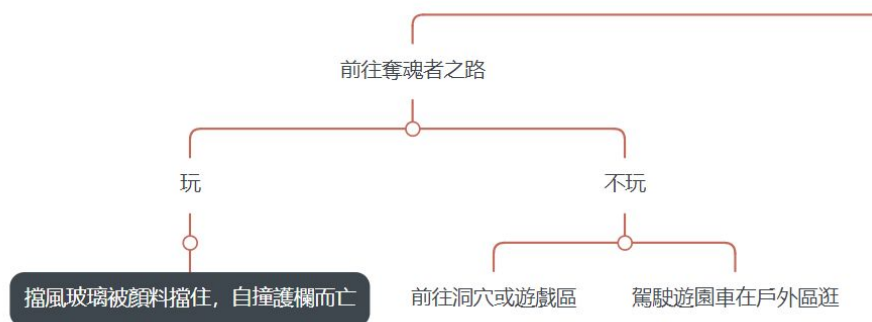 前往奪魂者之路
玩
不玩
擋風玻璃被顏料擋住，自撞護欄而亡
前往洞穴或遊戲區
駕駛遊園車在戶外區逛